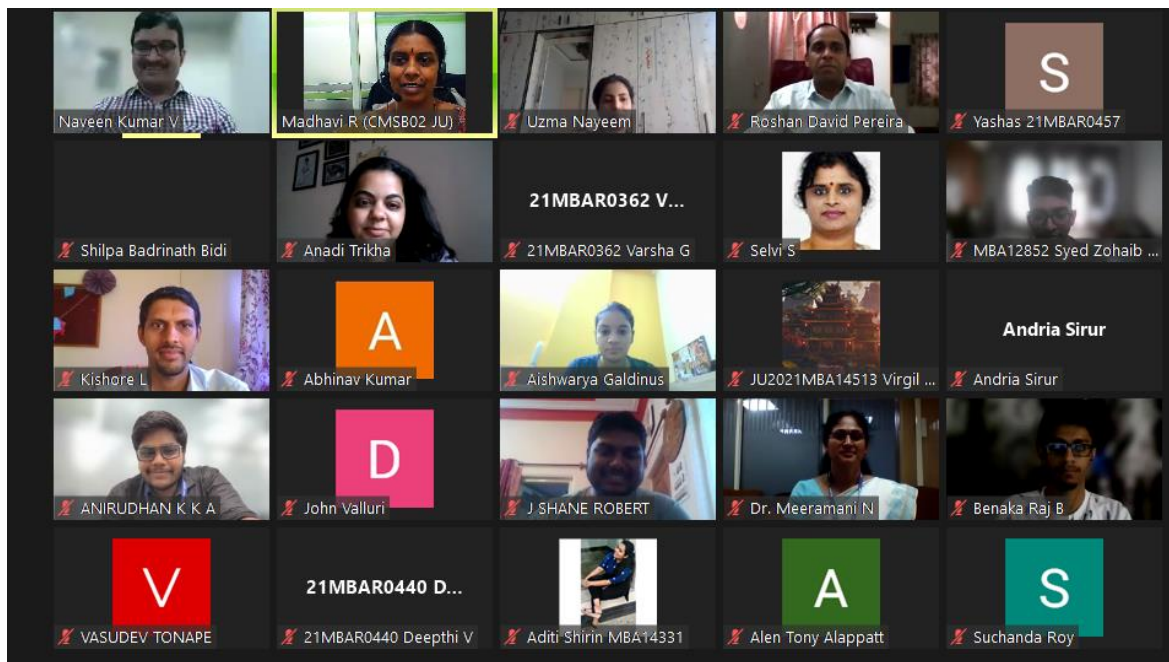 Naveen Kumar V
Madhavi R (CMSB02 JU)
Uzma Nayeem
Roshan David Pereira
S
Yashas 21MBAR0457
Shilpa Badrinath Bidi
Anadi Trikha
21MBAR0362 V...
21MBAR0362 Varsha G
Selvi S
MBA12852 Syed Zohaib ...
Kishore L
A
Abhinav Kumar
Aishwarya Galdinus
JU2021MBA14513 Virgil ...
Andria Sirur
Andria Sirur
ANIRUDHAN K K A
D
John Valluri
J SHANE ROBERT
Dr. Meeramani N
Benaka Raj B
V
VASUDEV TONAPE
21MBAR0440 D...
21MBAR0440 Deepthi V
Aditi Shirin MBA14331
A
Alen Tony Alappatt
S
Suchanda Roy